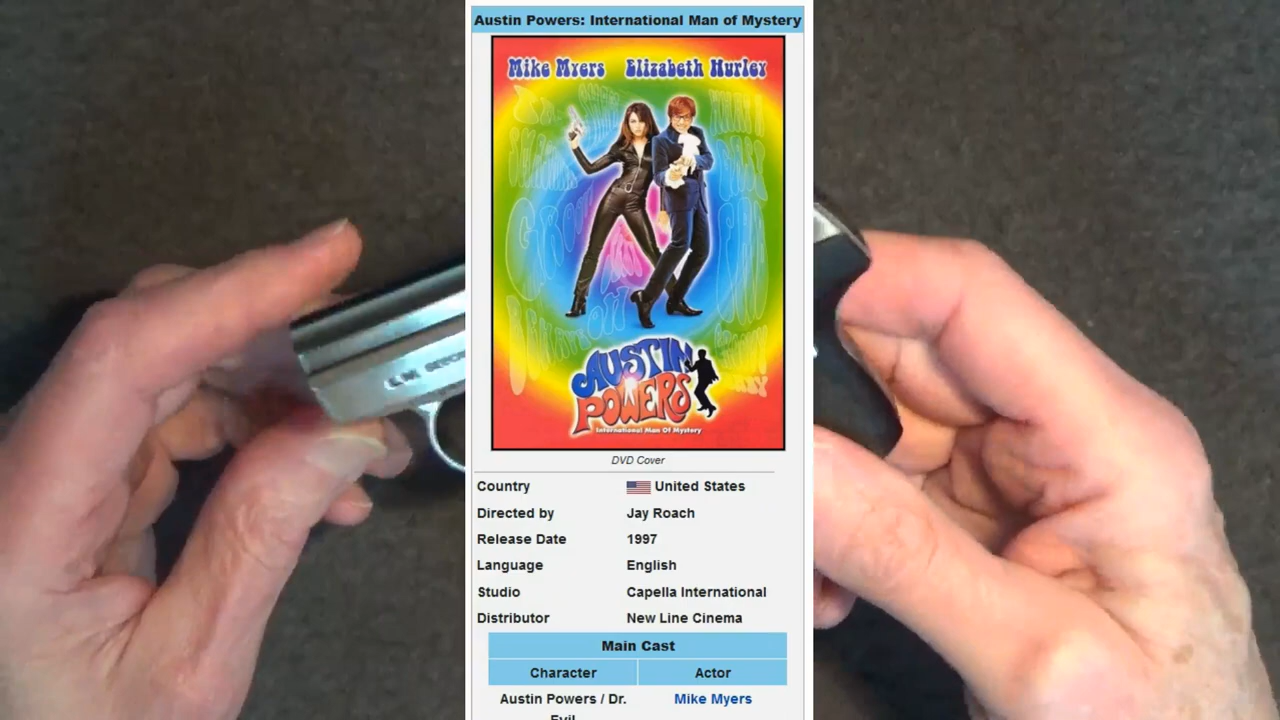 Austin Powers: International Man of Mystery
Mike Myers Elizabeth Hurley
AUSTIN
POWERS
International Man Of Mystery
DVD Cover
Country United States
Directed by Jay Roach
Release Date 1997
Language English
Studio Capella International
Distributor New Line Cinema
Main Cast
Character Actor
Austin Powers / Dr. Mike Myers
Evil